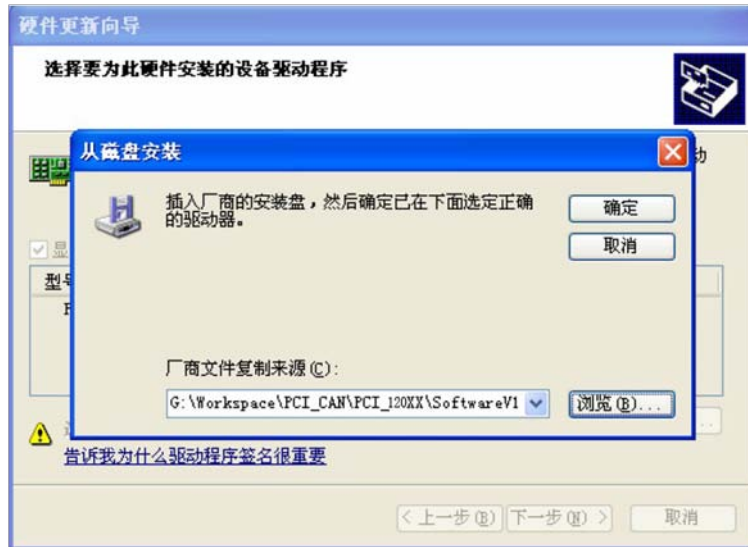 硬件更新向导
选择要为此硬件安装的设备驱动程序
从磁盘安装
动
插入厂商的安装盘，然后确定已在下面选定正确
的驱动器。
确定
取消
显
型号
厂商文件复制来源(C):
G:\Workspace\PCI_CAN\PCI_120XX\SoftwareV1
浏览(B)...
告诉我为什么驱动程序签名很重要
<上一步(B)
下一步(N)>
取消